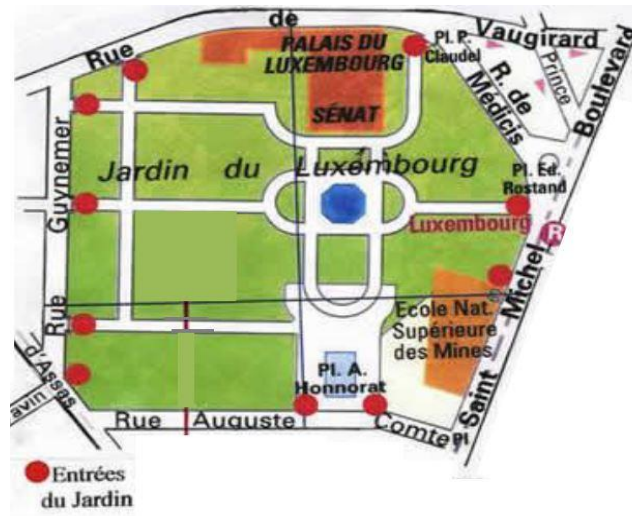 Rue
de
Vaugirard
PALAIS DU
LUXEMBOURG
SÉNAT
Pl. P.
Claudel
R. de
Médicis
Prince
Boulevard
Jardin du Luxémbourg
Pl. Ed.
Rostand
Luxembourg
R
Guynemer
Rue
Michel
Saint
Ecole Nat.
Supérieure
des Mines
d'Assas
avin
Pl. A.
Honnorat
Rue Auguste Comte
Pl
Entrées
du Jardin